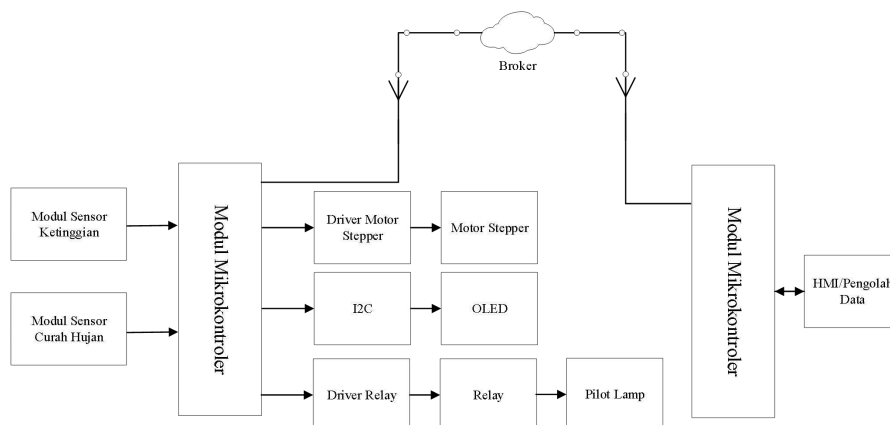 Broker
Modul Sensor
Ketinggian
Modul Sensor
Curah Hujan
Modul Mikrokontroler
Driver Motor
Stepper
Motor Stepper
I2C
OLED
Driver Relay
Relay
Pilot Lamp
Modul Mikrokontroler
HMI/Pengolah
Data